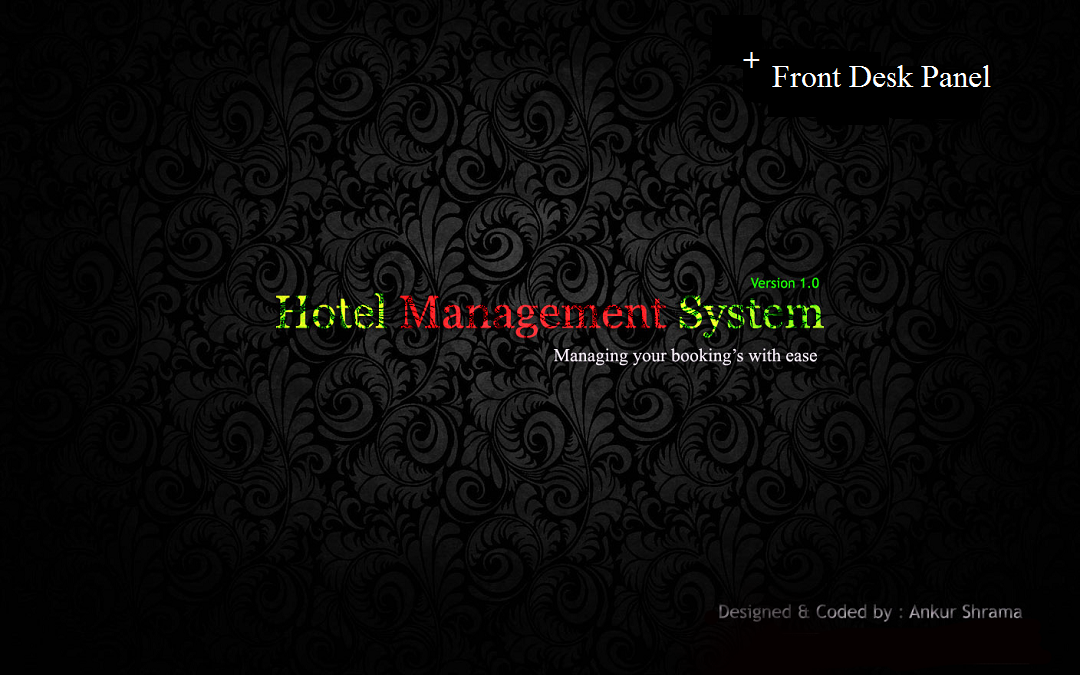 + Front Desk Panel
Version 1.0
Hotel Management System
Managing your booking’s with ease
Designed & Coded by : Ankur Shrama